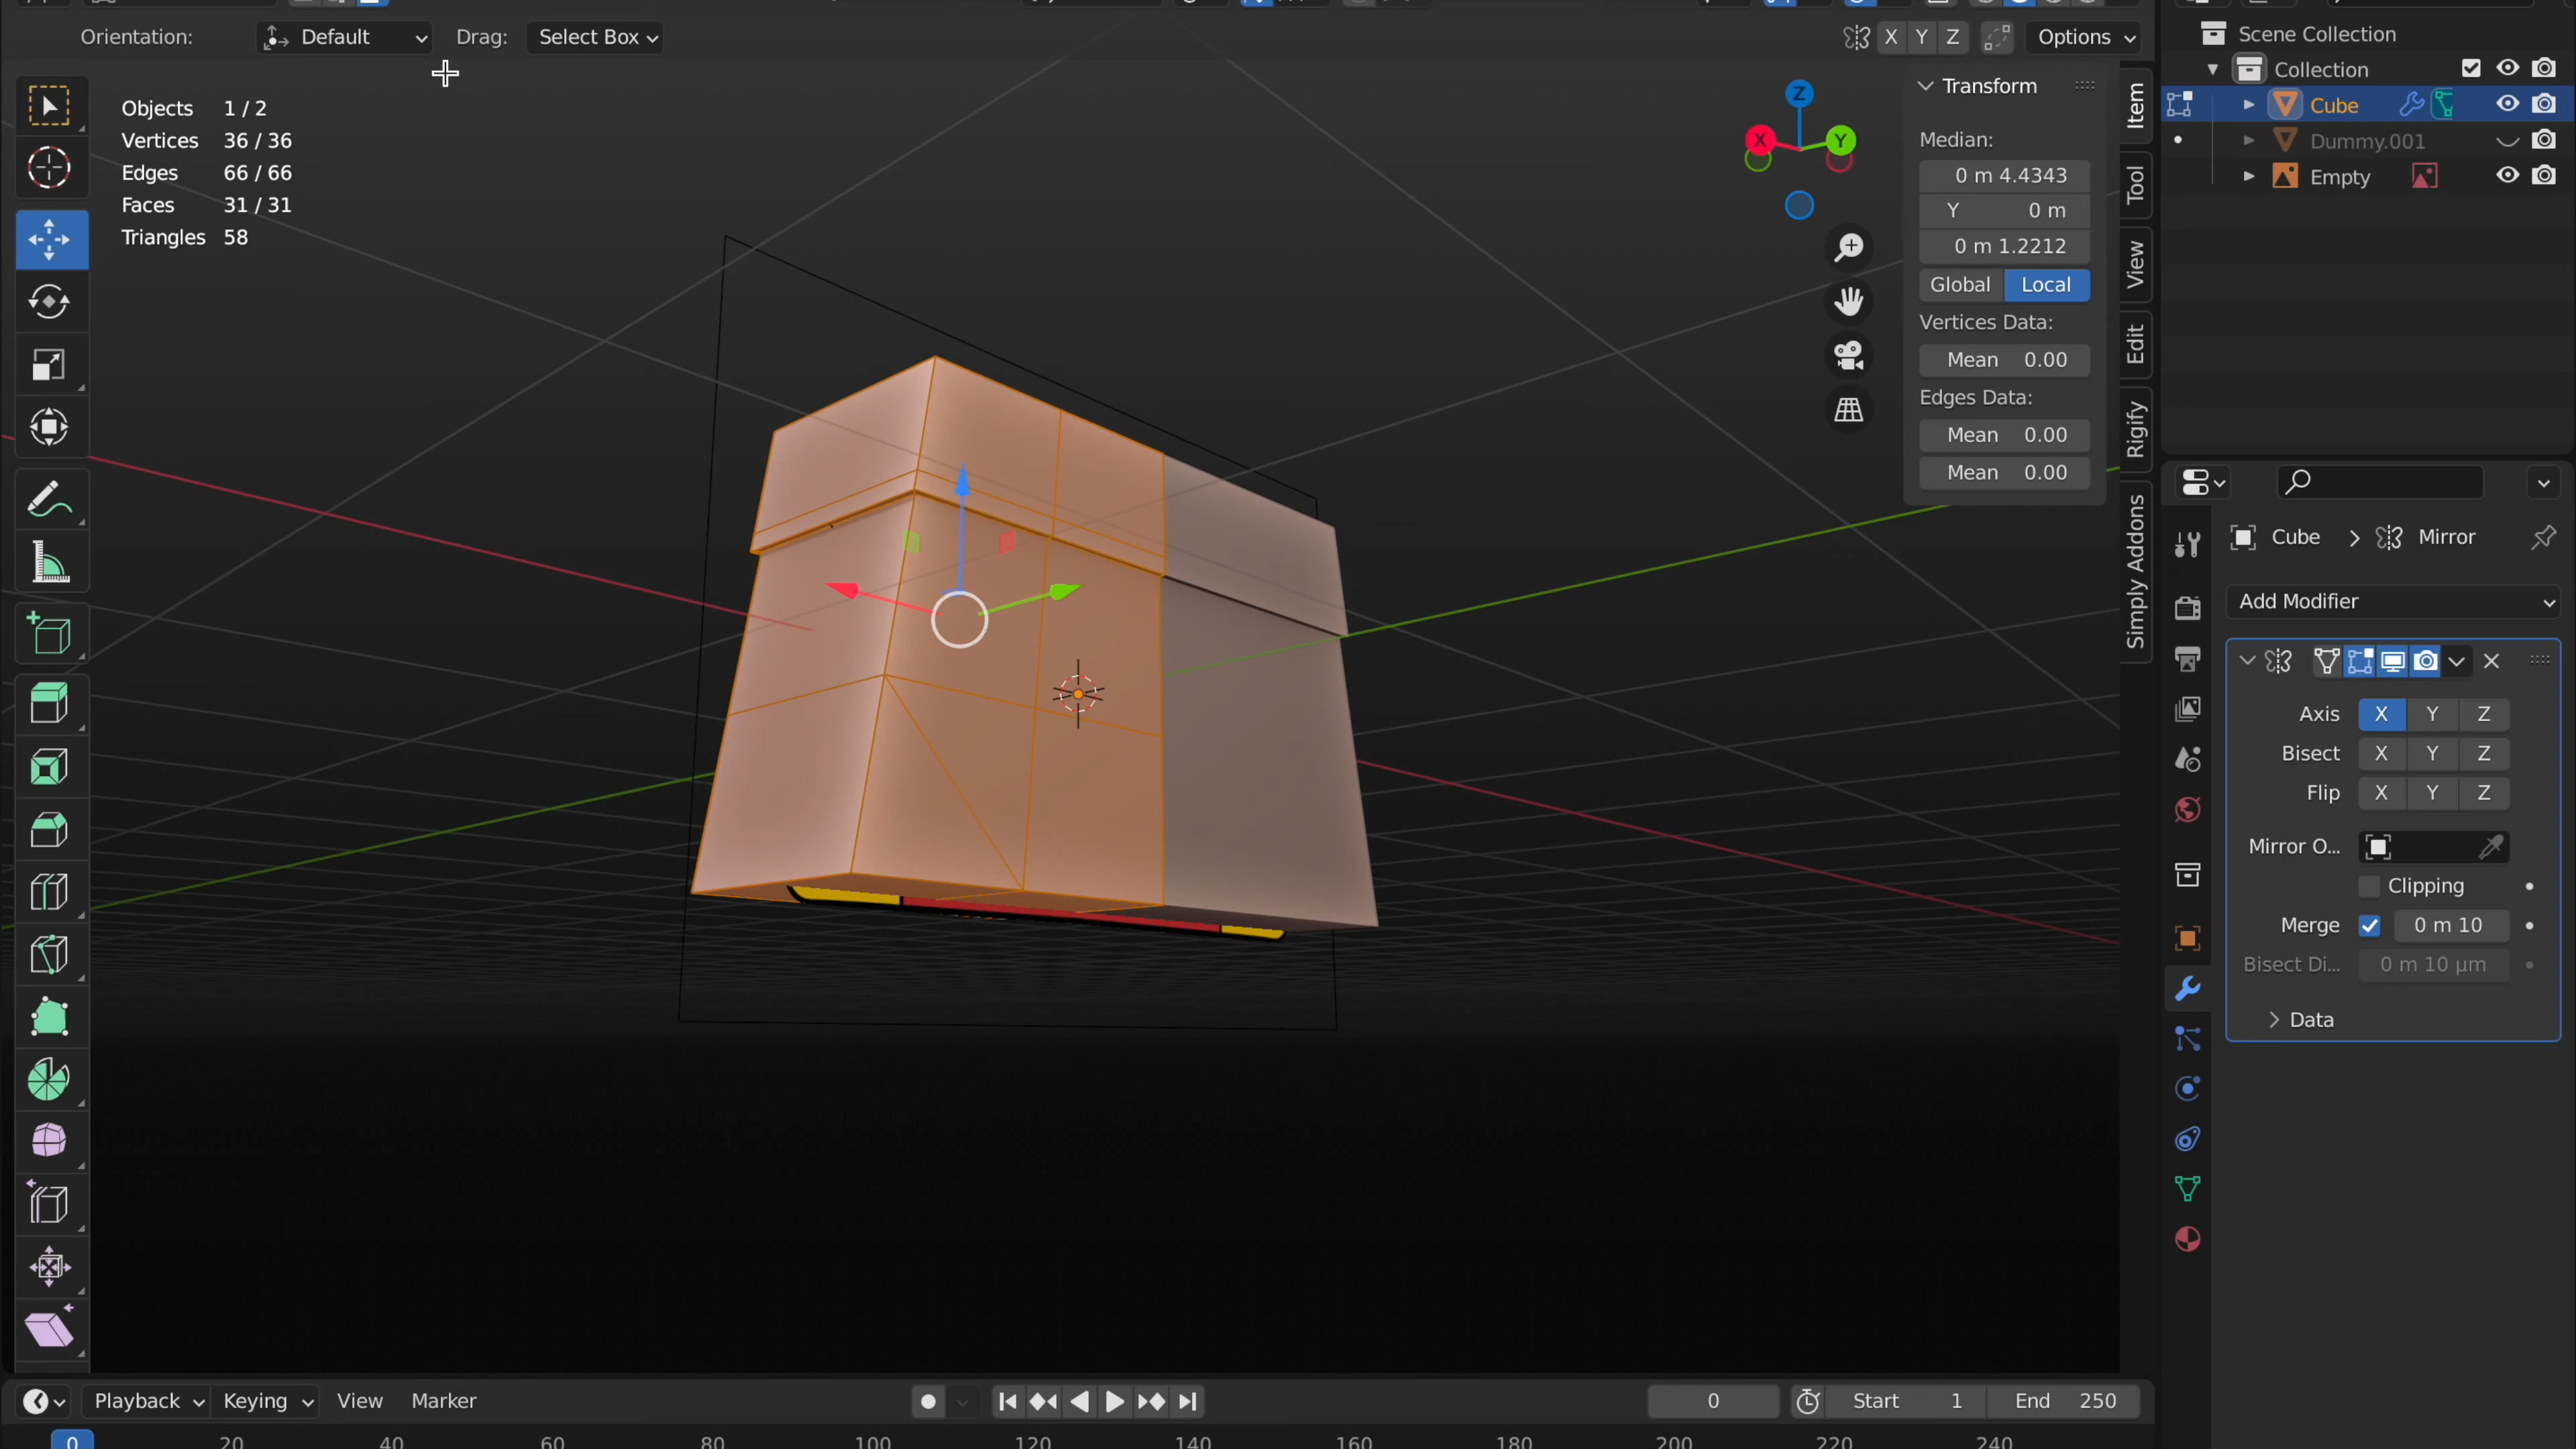 Orientation: Default Drag: Select Box X Y Z Options
Objects 1 / 2
Vertices 36 / 36
Edges 66 / 66
Faces 31 / 31
Triangles 58
Z
X Y
Transform
Median:
0 m 4.4343
Y 0 m
0 m 1.2212
Global Local
Vertices Data:
Mean 0.00
Edges Data:
Mean 0.00
Mean 0.00
Item
Tool
View
Edit
Rigify
Simply Addons
Scene Collection
Collection
Cube
Dummy.001
Empty
Cube > Mirror
Add Modifier
Axis X Y Z
Bisect X Y Z
Flip X Y Z
Mirror O...
Clipping
Merge 0 m 10
Bisect Di... 0 m 10 µm
Data
Playback Keying View Marker 0 Start 1 End 250
0 20 40 60 80 100 120 140 160 180 200 220 240